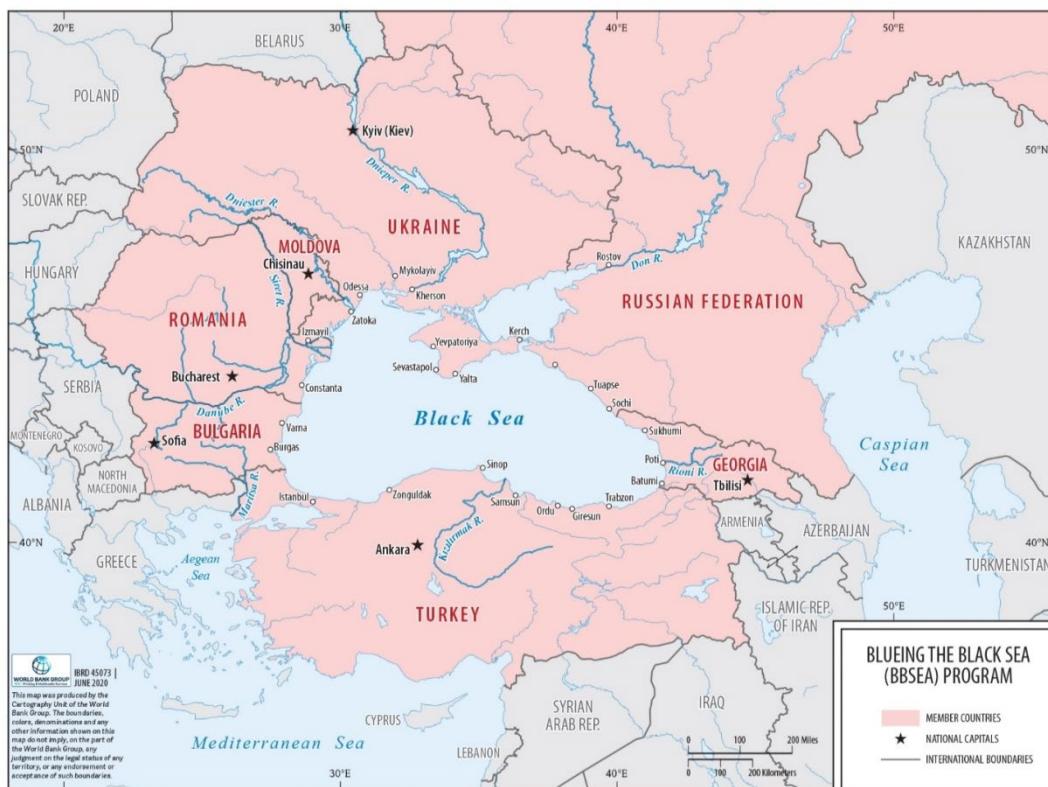 20°E
30°E
40°E
50°E
BELARUS
POLAND
Kyiv (Kiev)
50°N
50°N
Dnieper R.
SLOVAK REP.
Dniester R.
UKRAINE
KAZAKHSTAN
MOLDOVA
HUNGARY
Chisinau
Siret R.
Mykolayiv
Rostov
Don R.
Odessa
Kherson
RUSSIAN FEDERATION
ROMANIA
Zatoka
Izmayil
Kerch
Yevpatoriya
SERBIA
Bucharest
Sevastapol
Yalta
Constanta
Tuapse
Danube R.
Black Sea
Sochi
BULGARIA
Varna
Sukhumi
MONTENEGRO
KOSOVO
Sofia
Burgas
Caspian
Sea
Poti
Rioni R.
GEORGIA
Tbilisi
NORTH
MACEDONIA
Maritsa R.
Sinop
Batumi
ALBANIA
Istanbul
Zonguldak
Samsun
Ordu
Giresun
Trabzon
ARMENIA
AZERBAIJAN
40°N
Ankara
Kizilirmak R.
40°N
GREECE
Aegean
Sea
TURKMENISTAN
TURKEY
ISLAMIC REP.
OF IRAN
50°E
WORLD BANK GROUP
IBRD 45073 |
JUNE 2020
This map was produced by the
Cartography Unit of the World
Bank Group. The boundaries,
colors, denominations and any
other information shown on this
map do not imply, on the part of
the World Bank Group, any
judgment on the legal status of any
territory, or any endorsement or
acceptance of such boundaries.
CYPRUS
SYRIAN
ARAB REP.
IRAQ
Mediterranean Sea
LEBANON
0 100 200 Miles
0 100 200 Kilometers
30°E
40°E
BLUEING THE BLACK SEA
(BBSEA) PROGRAM
MEMBER COUNTRIES
NATIONAL CAPITALS
INTERNATIONAL BOUNDARIES